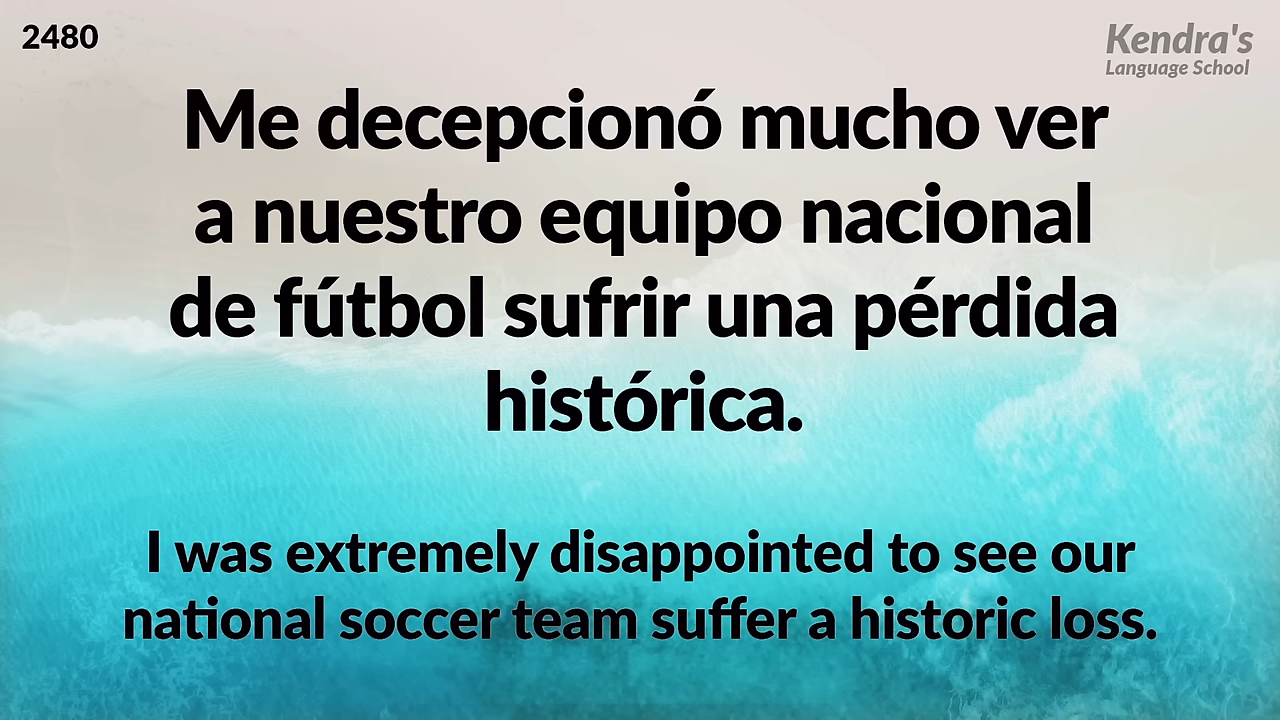 2480
Kendra's
Language School
Me decepcionó mucho ver
a nuestro equipo nacional
de fútbol sufrir una pérdida
histórica.
I was extremely disappointed to see our
national soccer team suffer a historic loss.